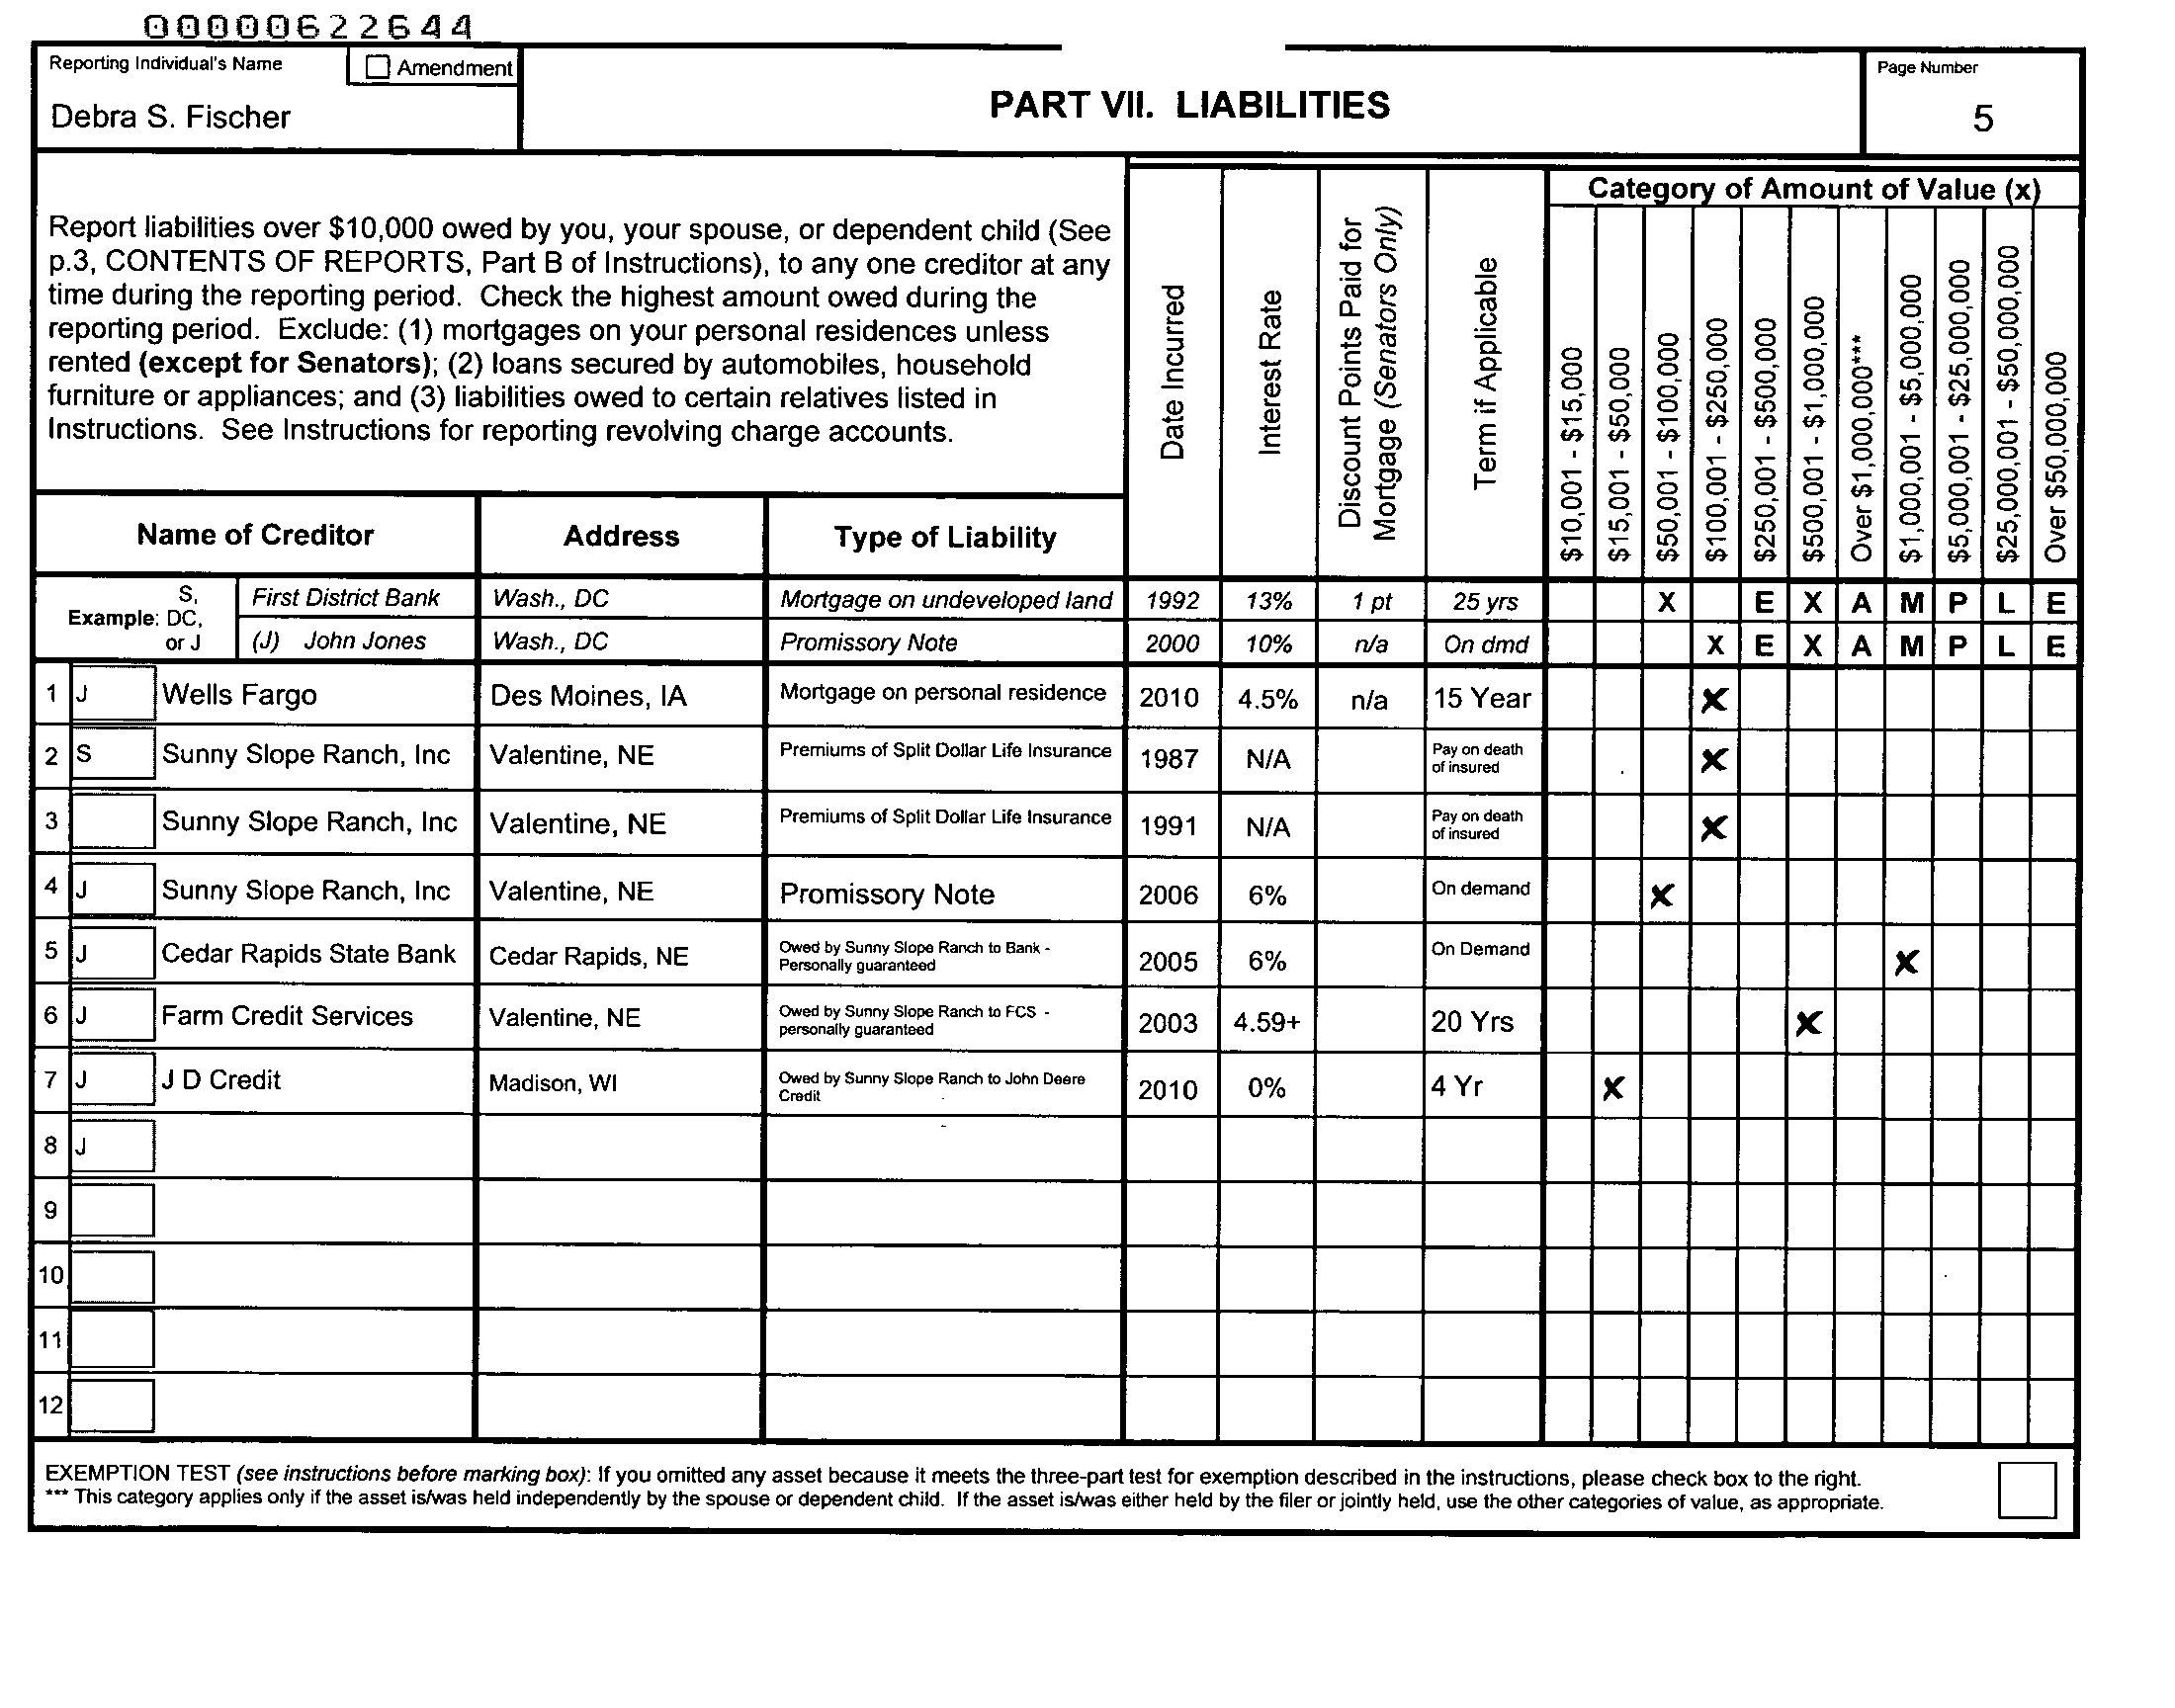 00000622644
Reporting Individual's Name
Amendment
Debra S. Fischer
PART VII. LIABILITIES
Page Number
5
Report liabilities over $10,000 owed by you, your spouse, or dependent child (See
p.3, CONTENTS OF REPORTS, Part B of Instructions), to any one creditor at any
time during the reporting period. Check the highest amount owed during the
reporting period. Exclude: (1) mortgages on your personal residences unless
rented (except for Senators); (2) loans secured by automobiles, household
furniture or appliances; and (3) liabilities owed to certain relatives listed in
Instructions. See Instructions for reporting revolving charge accounts.
Date Incurred
Interest Rate
Discount Points Paid for
Mortgage (Senators Only)
Term if Applicable
Category of Amount of Value (x)
$10,001 - $15,000
$15,001 - $50,000
$50,001 - $100,000
$100,001 - $250,000
$250,001 - $500,000
$500,001 - $1,000,000
Over $1,000,000***
$1,000,001 - $5,000,000
$5,000,001 - $25,000,000
$25,000,001 - $50,000,000
Over $50,000,000
Name of Creditor Address Type of Liability
Example: S, DC, or J
First District Bank Wash., DC Mortgage on undeveloped land 1992 13% 1 pt 25 yrs X E X A M P L E
(J) John Jones Wash., DC Promissory Note 2000 10% n/a On dmd X E X A M P L E
1 J Wells Fargo Des Moines, IA Mortgage on personal residence 2010 4.5% n/a 15 Year X
2 S Sunny Slope Ranch, Inc Valentine, NE Premiums of Split Dollar Life Insurance 1987 N/A Pay on death of insured X
3 Sunny Slope Ranch, Inc Valentine, NE Premiums of Split Dollar Life Insurance 1991 N/A Pay on death of insured X
4 J Sunny Slope Ranch, Inc Valentine, NE Promissory Note 2006 6% On demand X
5 J Cedar Rapids State Bank Cedar Rapids, NE Owed by Sunny Slope Ranch to Bank - Personally guaranteed 2005 6% On Demand X
6 J Farm Credit Services Valentine, NE Owed by Sunny Slope Ranch to FCS - personally guaranteed 2003 4.59+ 20 Yrs X
7 J J D Credit Madison, WI Owed by Sunny Slope Ranch to John Deere Credit 2010 0% 4 Yr X
8 J
9
10
11
12
EXEMPTION TEST (see instructions before marking box): If you omitted any asset because it meets the three-part test for exemption described in the instructions, please check box to the right.
*** This category applies only if the asset is/was held independently by the spouse or dependent child. If the asset is/was either held by the filer or jointly held, use the other categories of value, as appropriate.